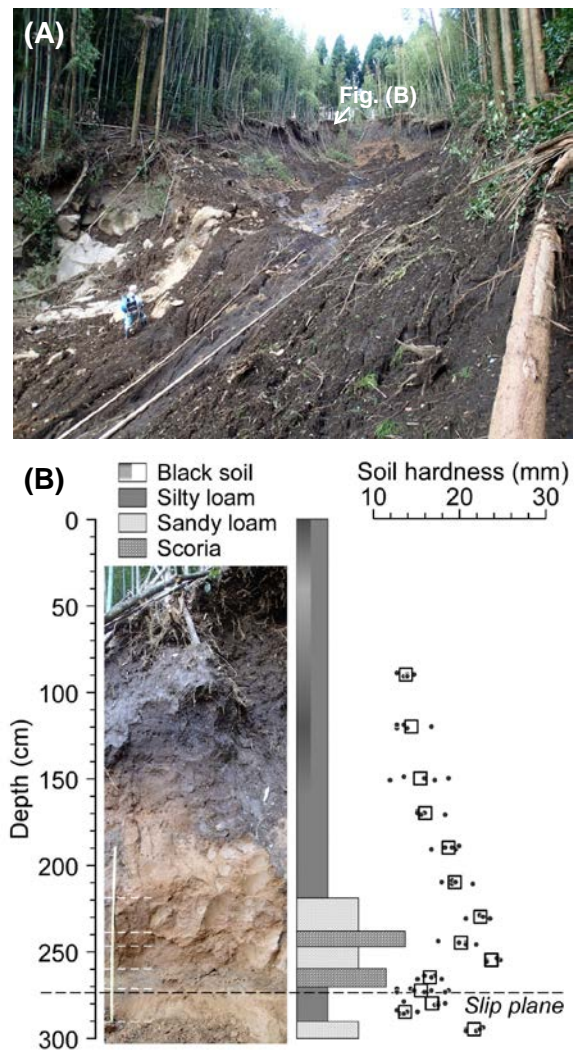 (A)
Fig. (B)
(B)
Black soil
Silty loam
Sandy loam
Scoria
Soil hardness (mm)
10 20 30
0
50
100
150
200
250
300
Depth (cm)
Slip plane